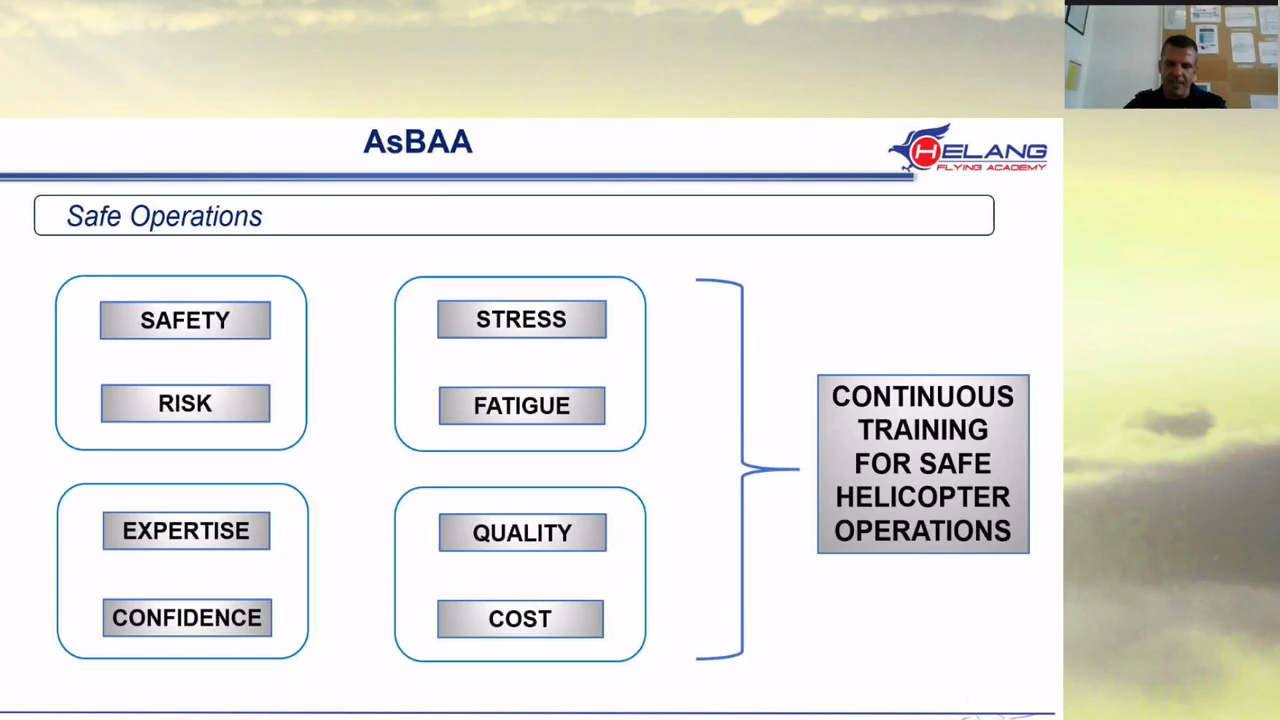 AsBAA
HELANG
FLYING ACADEMY
Safe Operations
SAFETY
RISK
STRESS
FATIGUE
EXPERTISE
CONFIDENCE
QUALITY
COST
CONTINUOUS
TRAINING
FOR SAFE
HELICOPTER
OPERATIONS